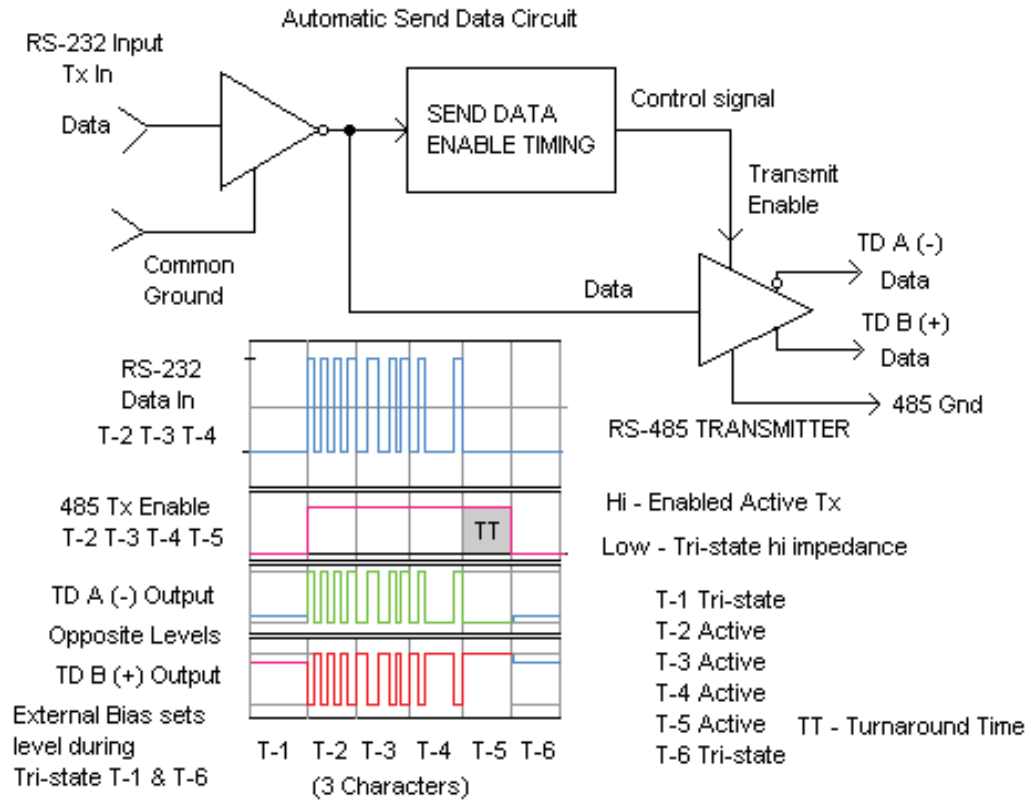 Automatic Send Data Circuit
RS-232 Input
Tx In
Data
Common
Ground
SEND DATA
ENABLE TIMING
Control signal
Transmit
Enable
Data
TD A (-)
Data
TD B (+)
Data
485 Gnd
RS-485 TRANSMITTER
RS-232
Data In
T-2 T-3 T-4
485 Tx Enable
T-2 T-3 T-4 T-5
TT
TD A (-) Output
Opposite Levels
TD B (+) Output
External Bias sets
level during
Tri-state T-1 & T-6
T-1 T-2 T-3 T-4 T-5 T-6
(3 Characters)
Hi - Enabled Active Tx
Low - Tri-state hi impedance
T-1 Tri-state
T-2 Active
T-3 Active
T-4 Active
T-5 Active TT - Turnaround Time
T-6 Tri-state